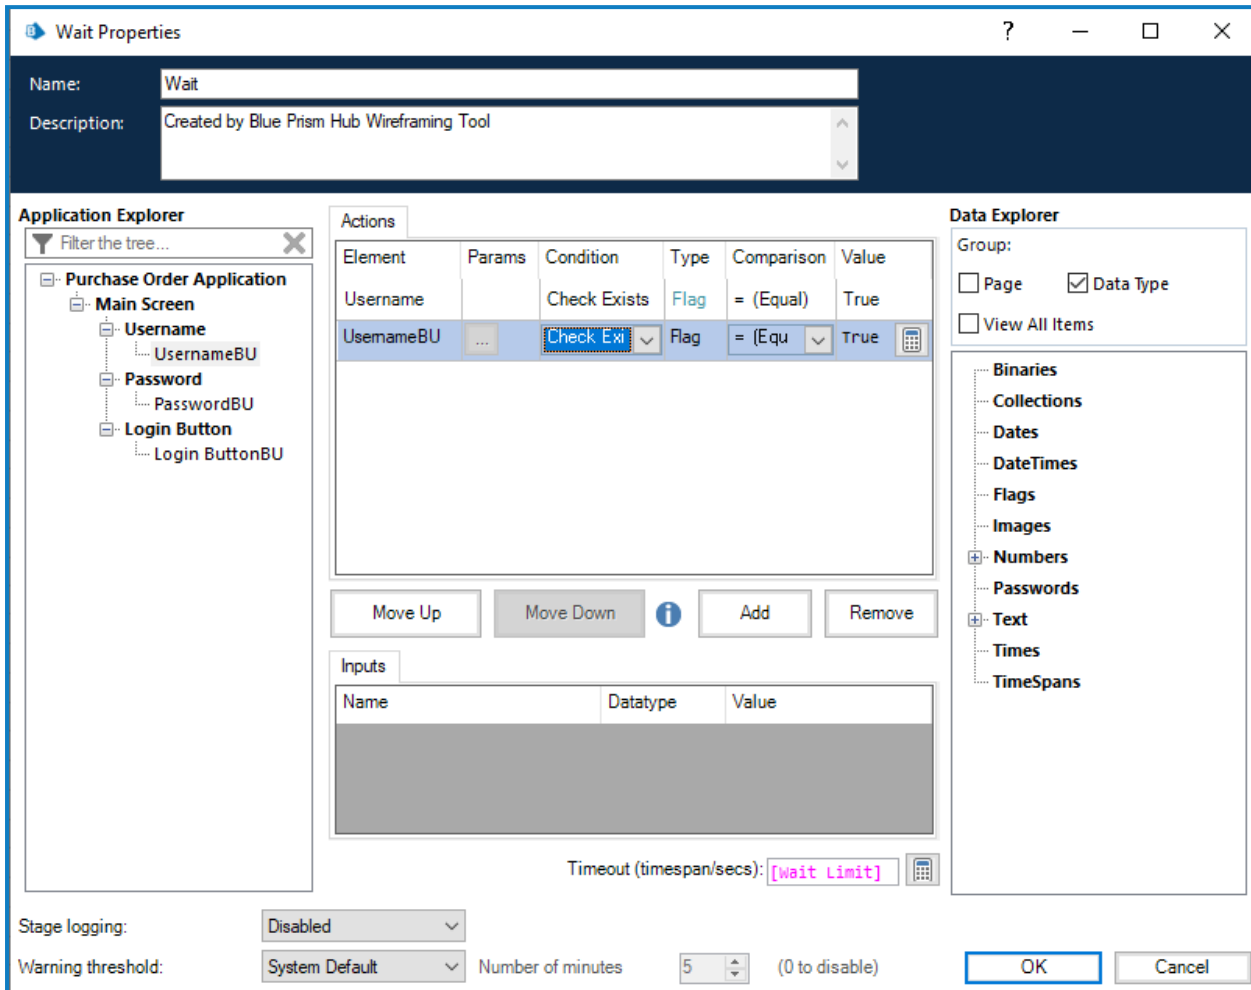 Wait Properties
Name: Wait
Description: Created by Blue Prism Hub Wireframing Tool
Application Explorer
Filter the tree...
Purchase Order Application
Main Screen
Username
UsernameBU
Password
PasswordBU
Login Button
Login ButtonBU
Actions
Element Params Condition Type Comparison Value
Username Check Exists Flag = (Equal) True
UsernameBU ... Check Exi Flag = (Equ True
Move Up Move Down Add Remove
Inputs
Name Datatype Value
Timeout (timespan/secs): [Wait Limit]
Data Explorer
Group:
Page Data Type
View All Items
Binaries
Collections
Dates
DateTimes
Flags
Images
Numbers
Passwords
Text
Times
TimeSpans
Stage logging: Disabled
Warning threshold: System Default Number of minutes 5 (0 to disable)
OK Cancel